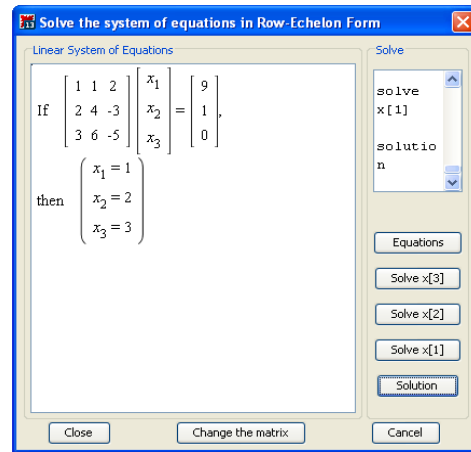 Solve the system of equations in Row-Echelon Form
Linear System of Equations
If [1 1 2; 2 4 -3; 3 6 -5] [x₁; x₂; x₃] = [9; 1; 0],
then (x₁ = 1; x₂ = 2; x₃ = 3)
Solve
solve
x[1]
solutio
n
Equations
Solve x[3]
Solve x[2]
Solve x[1]
Solution
Close
Change the matrix
Cancel